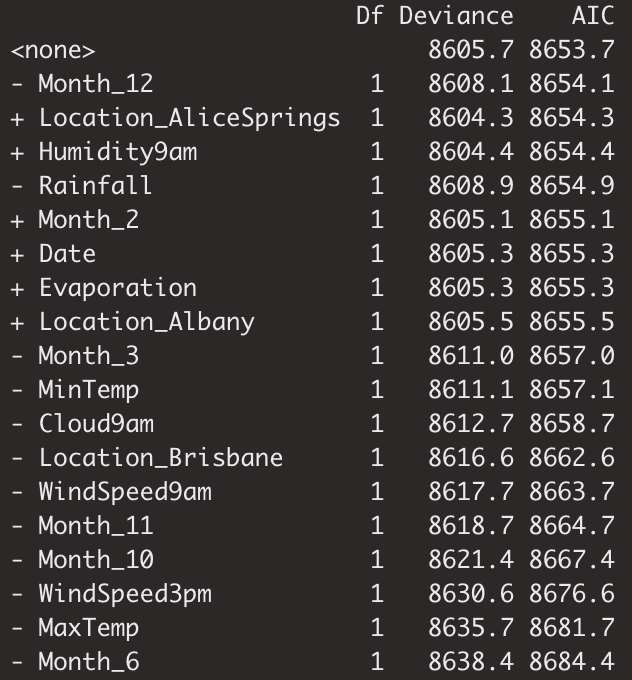 Df Deviance AIC
<none> 8605.7 8653.7
- Month_12 1 8608.1 8654.1
+ Location_AliceSprings 1 8604.3 8654.3
+ Humidity9am 1 8604.4 8654.4
- Rainfall 1 8608.9 8654.9
+ Month_2 1 8605.1 8655.1
+ Date 1 8605.3 8655.3
+ Evaporation 1 8605.3 8655.3
+ Location_Albany 1 8605.5 8655.5
- Month_3 1 8611.0 8657.0
- MinTemp 1 8611.1 8657.1
- Cloud9am 1 8612.7 8658.7
- Location_Brisbane 1 8616.6 8662.6
- WindSpeed9am 1 8617.7 8663.7
- Month_11 1 8618.7 8664.7
- Month_10 1 8621.4 8667.4
- WindSpeed3pm 1 8630.6 8676.6
- MaxTemp 1 8635.7 8681.7
- Month_6 1 8638.4 8684.4